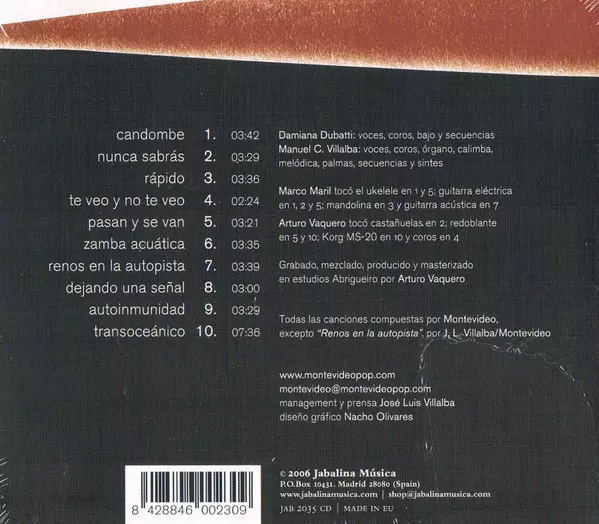 candombe 1. 03:42
nunca sabrás 2. 03:29
rápido 3. 03:36
te veo y no te veo 4. 02:24
pasan y se van 5. 03:21
zamba acuática 6. 03:35
renos en la autopista 7. 03:39
dejando una señal 8. 03:00
autoinmunidad 9. 03:29
transoceánico 10. 07:36
Damiana Dubatti: voces, coros, bajo y secuencias
Manuel C. Villalba: voces, coros, órgano, calimba,
melódica, palmas, secuencias y sintes
Marco Maril tocó el ukelele en 1 y 5; guitarra eléctrica
en 1, 2 y 5; mandolina en 3 y guitarra acústica en 7
Arturo Vaquero tocó castañuelas en 2; redoblante
en 5 y 10; Korg MS-20 en 10 y coros en 4
Grabado, mezclado, producido y masterizado
en estudios Abrigueiro por Arturo Vaquero
Todas las canciones compuestas por Montevideo,
excepto "Renos en la autopista", por J. L. Villalba/Montevideo
www.montevideopop.com
montevideo@montevideopop.com
management y prensa José Luis Villalba
diseño gráfico Nacho Olivares
© 2006 Jabalina Música
P.O.Box 10431. Madrid 28080 (Spain)
www.jabalinamusica.com | shop@jabalinamusica.com
JAB 2035 CD | MADE IN EU
8 428846 002309